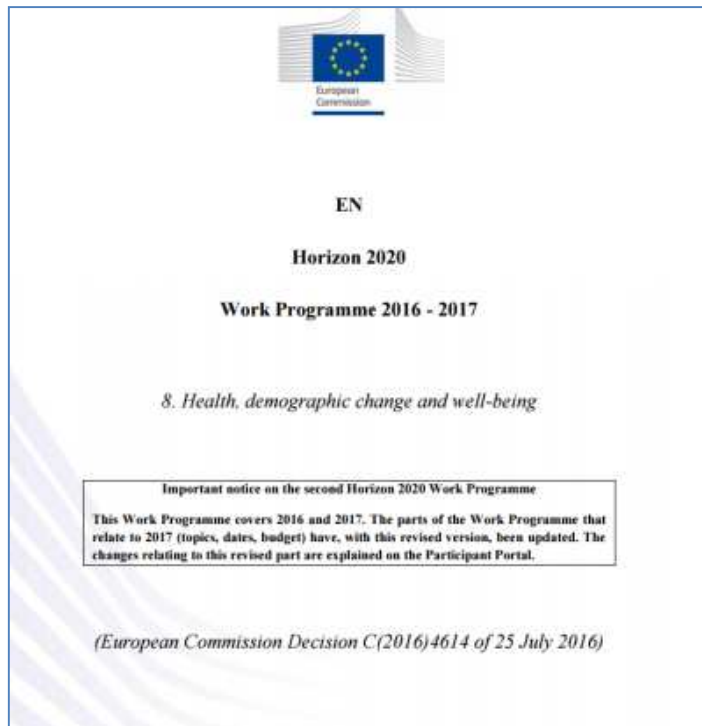 European
Commission
EN
Horizon 2020
Work Programme 2016 - 2017
8. Health, demographic change and well-being
Important notice on the second Horizon 2020 Work Programme
This Work Programme covers 2016 and 2017. The parts of the Work Programme that
relate to 2017 (topics, dates, budget) have, with this revised version, been updated. The
changes relating to this revised part are explained on the Participant Portal.
(European Commission Decision C(2016)4614 of 25 July 2016)